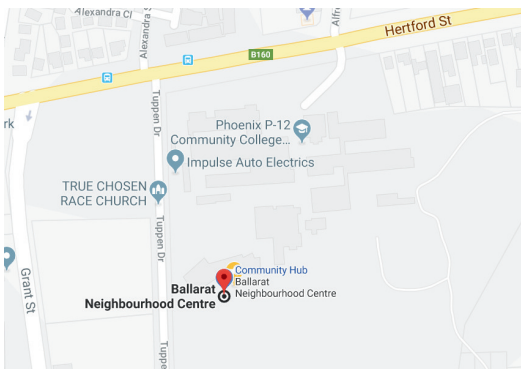 Alexandra Cl
Alexandra S
Alfr
Hertford St
B160
Tuppen Dr
rk
Phoenix P-12
Community College...
Impulse Auto Electrics
TRUE CHOSEN
RACE CHURCH
Tuppen Dr
Grant St
Community Hub
Ballarat
Neighbourhood Centre
Ballarat
Neighbourhood Centre
Tuppe